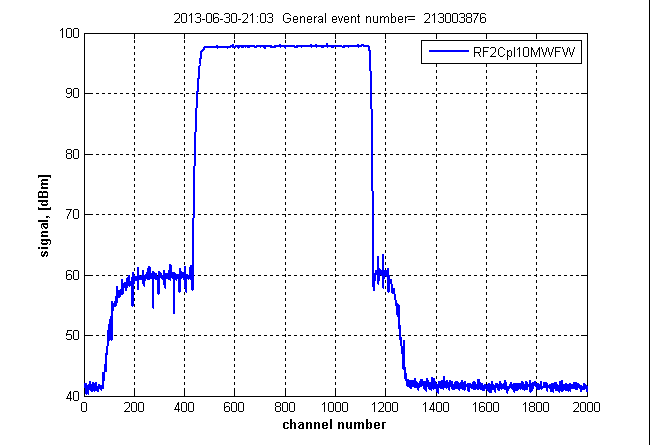 2013-06-30-21:03  General event number=  213003876
100
90
80
70
60
50
40
signal, [dBm]
RF2Cpl10MWFW
0 200 400 600 800 1000 1200 1400 1600 1800 2000
channel number